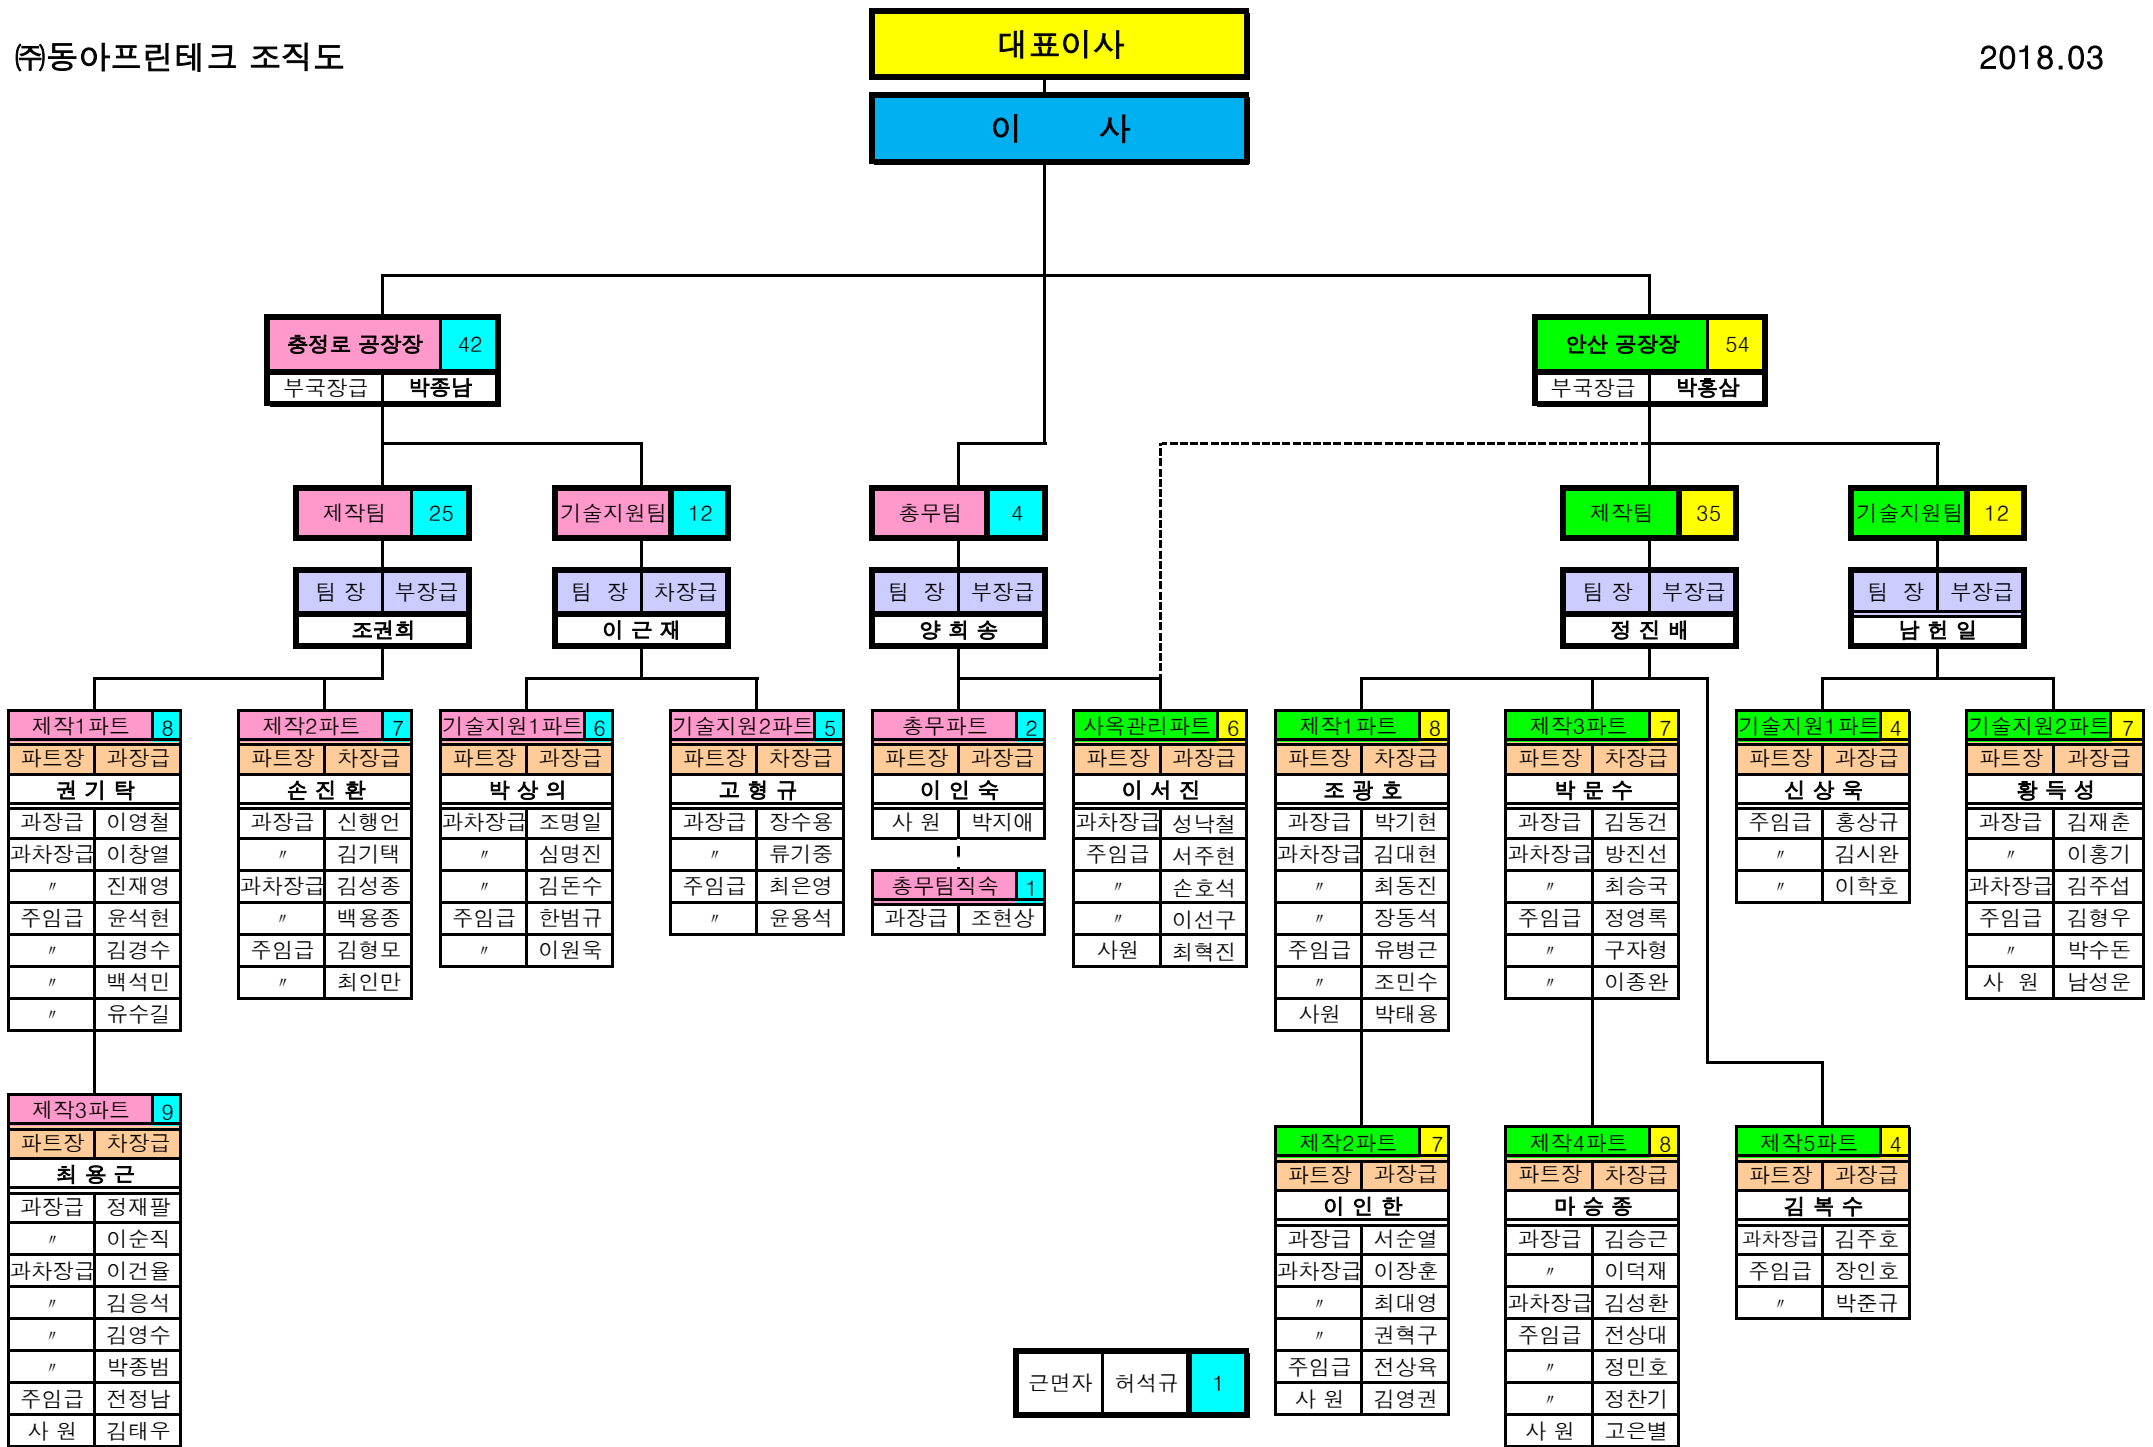 ㈜동아프린테크 조직도
대표이사
2018.03
이 사
충정로 공장장 42
부국장급 박종남
안산 공장장 54
부국장급 박홍삼
제작팀 25
팀 장 부장급
조권희
기술지원팀 12
팀 장 차장급
이 근 재
총무팀 4
팀 장 부장급
양 희 송
제작팀 35
팀 장 부장급
정 진 배
기술지원팀 12
팀 장 부장급
남 헌 일
제작1파트 8
파트장 과장급
권 기 탁
과장급 이영철
과차장급 이창열
〃 진재영
주임급 윤석현
〃 김경수
〃 백석민
〃 유수길
제작2파트 7
파트장 차장급
손 진 환
과장급 신행언
〃 김기택
과차장급 김성종
〃 백용종
주임급 김형모
〃 최인만
기술지원1파트 6
파트장 과장급
박 상 의
과차장급 조명일
〃 심명진
〃 김돈수
주임급 한범규
〃 이원욱
기술지원2파트 5
파트장 차장급
고 형 규
과장급 장수용
〃 류기중
주임급 최은영
〃 윤용석
총무파트 2
파트장 과장급
이 인 숙
사 원 박지애
총무팀직속 1
과장급 조현상
사옥관리파트 6
파트장 과장급
이 서 진
과차장급 성낙철
주임급 서주현
〃 손호석
〃 이선구
사원 최혁진
제작1파트 8
파트장 차장급
조 광 호
과장급 박기현
과차장급 김대현
〃 최동진
〃 장동석
주임급 유병근
〃 조민수
사원 박태용
제작3파트 7
파트장 차장급
박 문 수
과장급 김동건
과차장급 방진선
〃 최승국
주임급 정영록
〃 구자형
〃 이종완
기술지원1파트 4
파트장 과장급
신 상 욱
주임급 홍상규
〃 김시완
〃 이학호
기술지원2파트 7
파트장 과장급
황 득 성
과장급 김재춘
〃 이홍기
과차장급 김주섭
주임급 김형우
〃 박수돈
사 원 남성운
제작3파트 9
파트장 차장급
최 용 근
과장급 정재팔
〃 이순직
과차장급 이건율
〃 김응석
〃 김영수
〃 박종범
주임급 전정남
사 원 김태우
제작2파트 7
파트장 과장급
이 인 한
과장급 서순열
과차장급 이장훈
〃 최대영
〃 권혁구
주임급 전상육
사 원 김영권
제작4파트 8
파트장 차장급
마 승 종
과장급 김승근
〃 이덕재
과차장급 김성환
주임급 전상대
〃 정민호
〃 정찬기
사 원 고은별
제작5파트 4
파트장 과장급
김 복 수
과차장급 김주호
주임급 장인호
〃 박준규
근면자 허석규 1